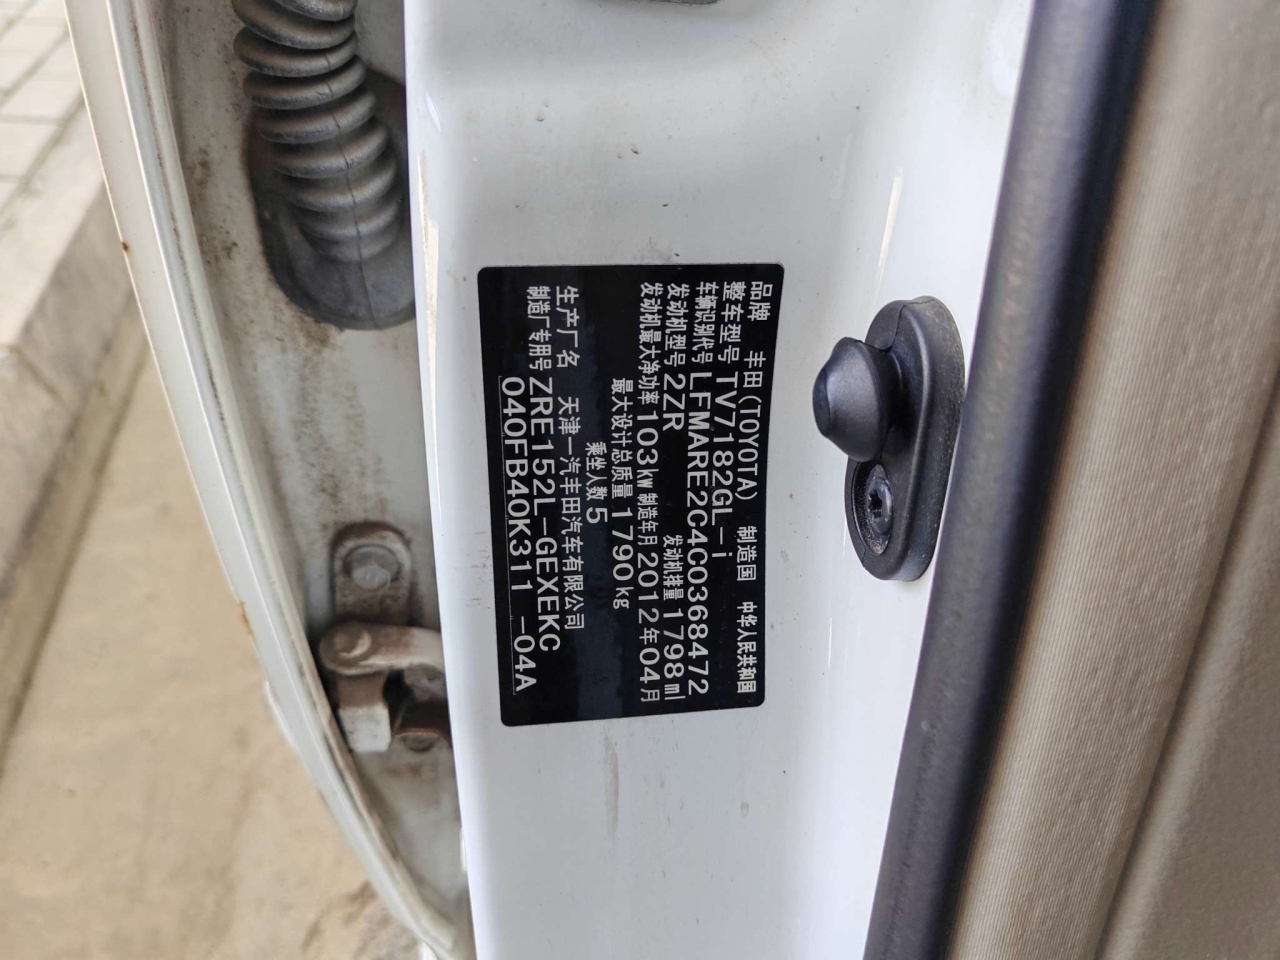 品牌 丰田(TOYOTA) 制造国 中华人民共和国
整车型号 TV7182GL-i
车辆识别代号 LFMARE2C4C0368472
发动机型号 2ZR 发动机排量 1798ml
发动机最大净功率 103kW 制造年月 2012年04月
最大设计总质量 1790kg
乘坐人数 5
生产厂名 天津一汽丰田汽车有限公司
制造厂专用号 ZRE152L-GEXEKC
040FB40K311 -04A